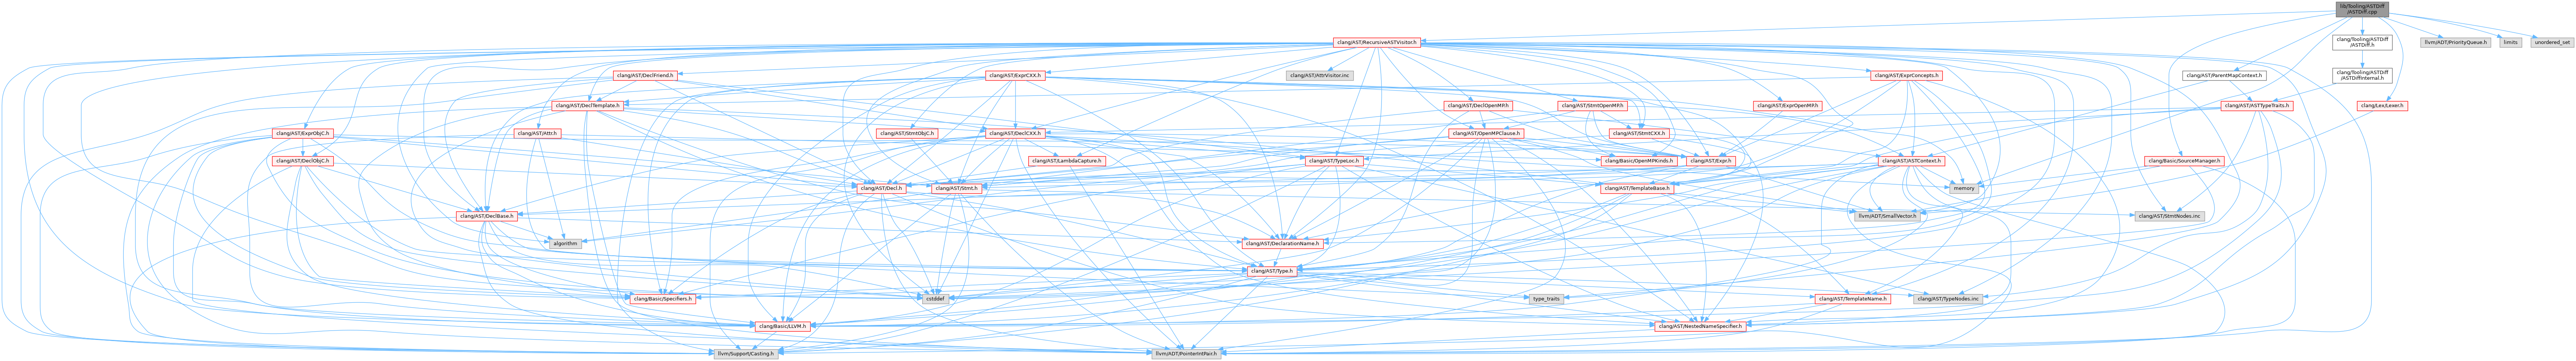 lib/Tooling/ASTDiff
/ASTDiff.cpp
clang/AST/RecursiveASTVisitor.h
clang/Tooling/ASTDiff
/ASTDiff.h
llvm/ADT/PriorityQueue.h
limits
unordered_set
clang/AST/DeclFriend.h
clang/AST/ExprCXX.h
clang/AST/AttrVisitor.inc
clang/AST/ExprConcepts.h
clang/AST/ParentMapContext.h
clang/Tooling/ASTDiff
/ASTDiffInternal.h
clang/AST/DeclTemplate.h
clang/AST/DeclOpenMP.h
clang/AST/StmtOpenMP.h
clang/AST/ExprOpenMP.h
clang/AST/ASTTypeTraits.h
clang/Lex/Lexer.h
clang/AST/ExprObjC.h
clang/AST/Attr.h
clang/AST/StmtObjC.h
clang/AST/DeclCXX.h
clang/AST/OpenMPClause.h
clang/AST/StmtCXX.h
clang/AST/DeclObjC.h
clang/AST/LambdaCapture.h
clang/AST/TypeLoc.h
clang/Basic/OpenMPKinds.h
clang/AST/Expr.h
clang/AST/ASTContext.h
clang/Basic/SourceManager.h
clang/AST/Decl.h
clang/AST/Stmt.h
clang/AST/TemplateBase.h
memory
clang/AST/DeclBase.h
llvm/ADT/SmallVector.h
clang/AST/StmtNodes.inc
algorithm
clang/AST/DeclarationName.h
clang/AST/Type.h
clang/Basic/Specifiers.h
cstddef
type_traits
clang/AST/TemplateName.h
clang/AST/TypeNodes.inc
clang/Basic/LLVM.h
clang/AST/NestedNameSpecifier.h
llvm/Support/Casting.h
llvm/ADT/PointerIntPair.h